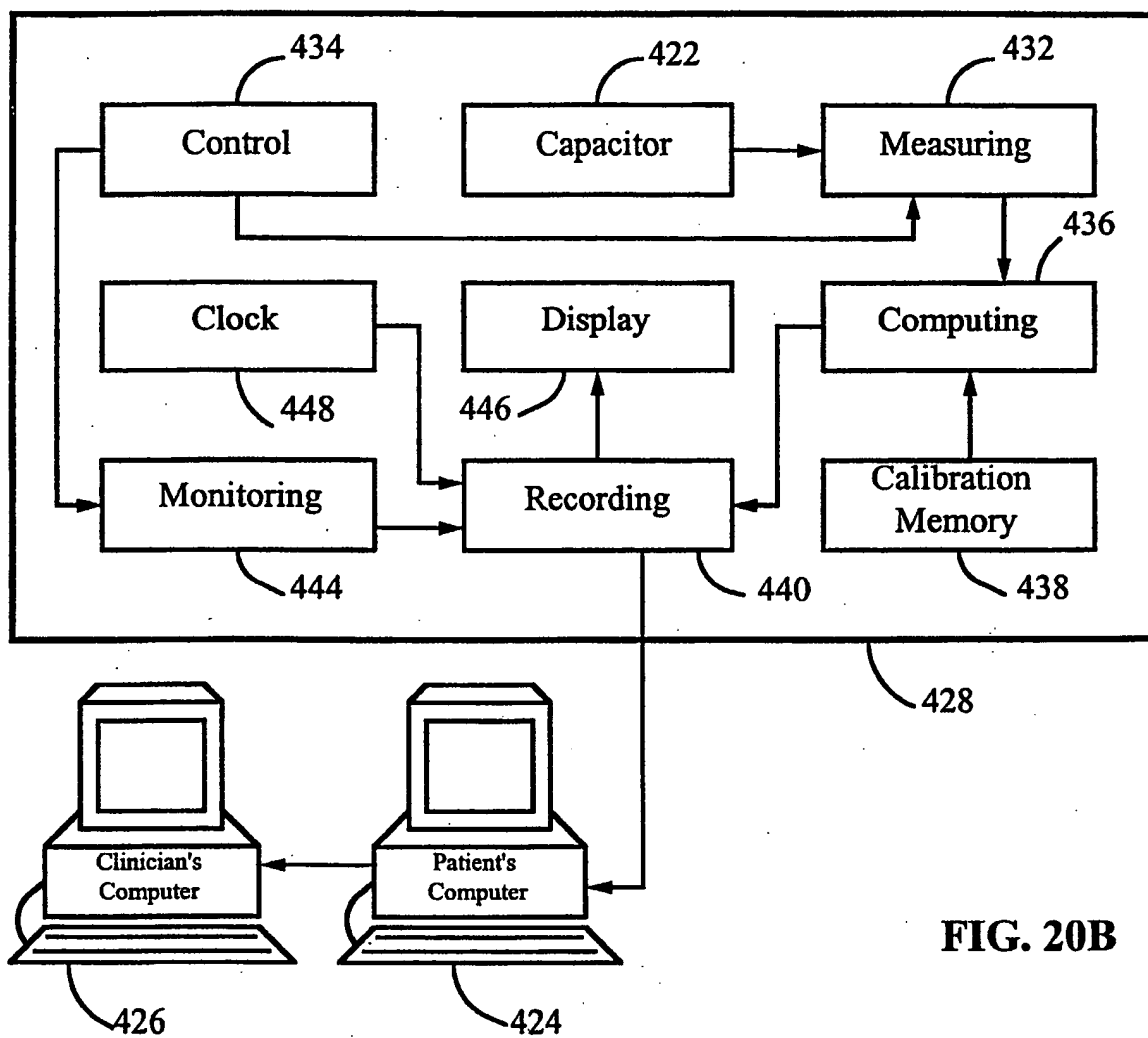 434
422
432
Control
Capacitor
Measuring
436
Clock
Display
Computing
448
446
Monitoring
Recording
Calibration
Memory
444
440
438
428
Clinician's
Computer
Patient's
Computer
FIG. 20B
426
424